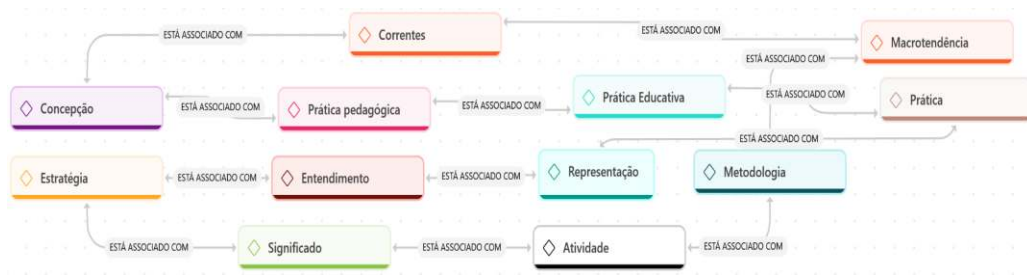 ESTÁ ASSOCIADO COM
Correntes
ESTÁ ASSOCIADO COM
Macrotendência
ESTÁ ASSOCIADO COM
Concepção
ESTÁ ASSOCIADO COM
Prática pedagógica
ESTÁ ASSOCIADO COM
Prática Educativa
ESTÁ ASSOCIADO COM
Prática
ESTÁ ASSOCIADO COM
Estratégia
ESTÁ ASSOCIADO COM
Entendimento
ESTÁ ASSOCIADO COM
Representação
Metodologia
ESTÁ ASSOCIADO COM
Significado
ESTÁ ASSOCIADO COM
Atividade
ESTÁ ASSOCIADO COM